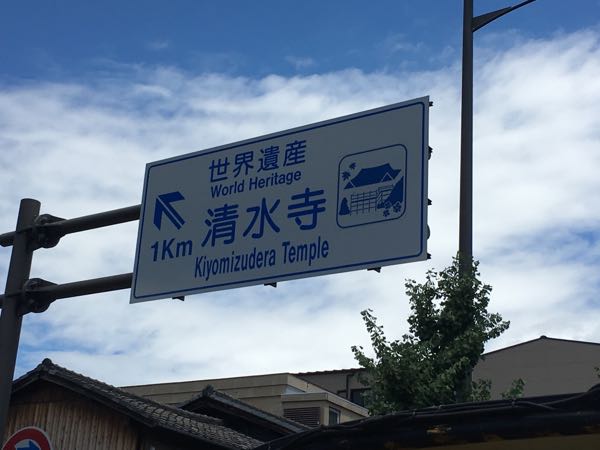 世界遺産
World Heritage
清水寺
1Km
Kiyomizudera Temple